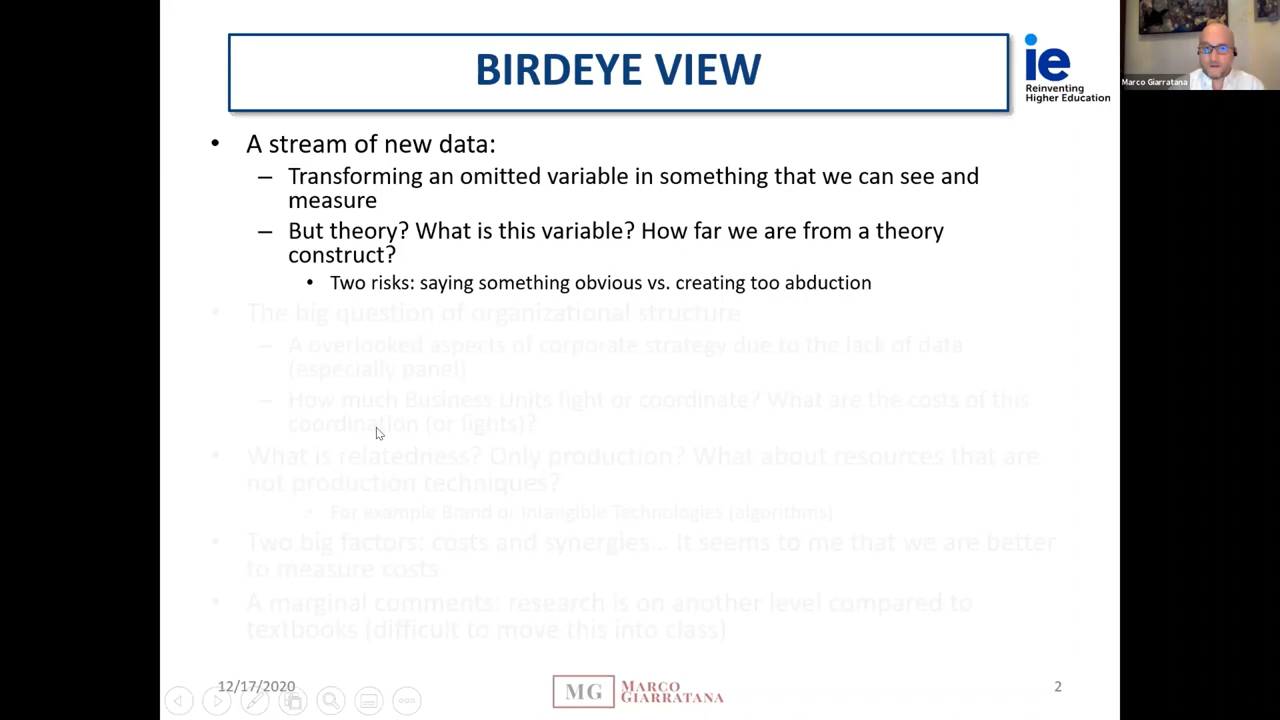 BIRDEYE VIEW
ie
Reinventing
Higher Education
Marco Giarratana
• A stream of new data:
– Transforming an omitted variable in something that we can see and
measure
– But theory? What is this variable? How far we are from a theory
construct?
• Two risks: saying something obvious vs. creating too abduction
• The big question of organizational structure
– A overlooked aspects of corporate strategy due to the lack of data
(especially panel)
– How much Business Units fight or coordinate? What are the costs of this
coordination (or fights)?
• What is relatedness? Only production? What about resources that are
not production techniques?
• For example Brand or Intangible Technologies (algorithms)
• Two big factors: costs and synergies... It seems to me that we are better
to measure costs
• A marginal comments: research is on another level compared to
textbooks (difficult to move this into class)
12/17/2020
MG
MARCO
GIARRATANA
2